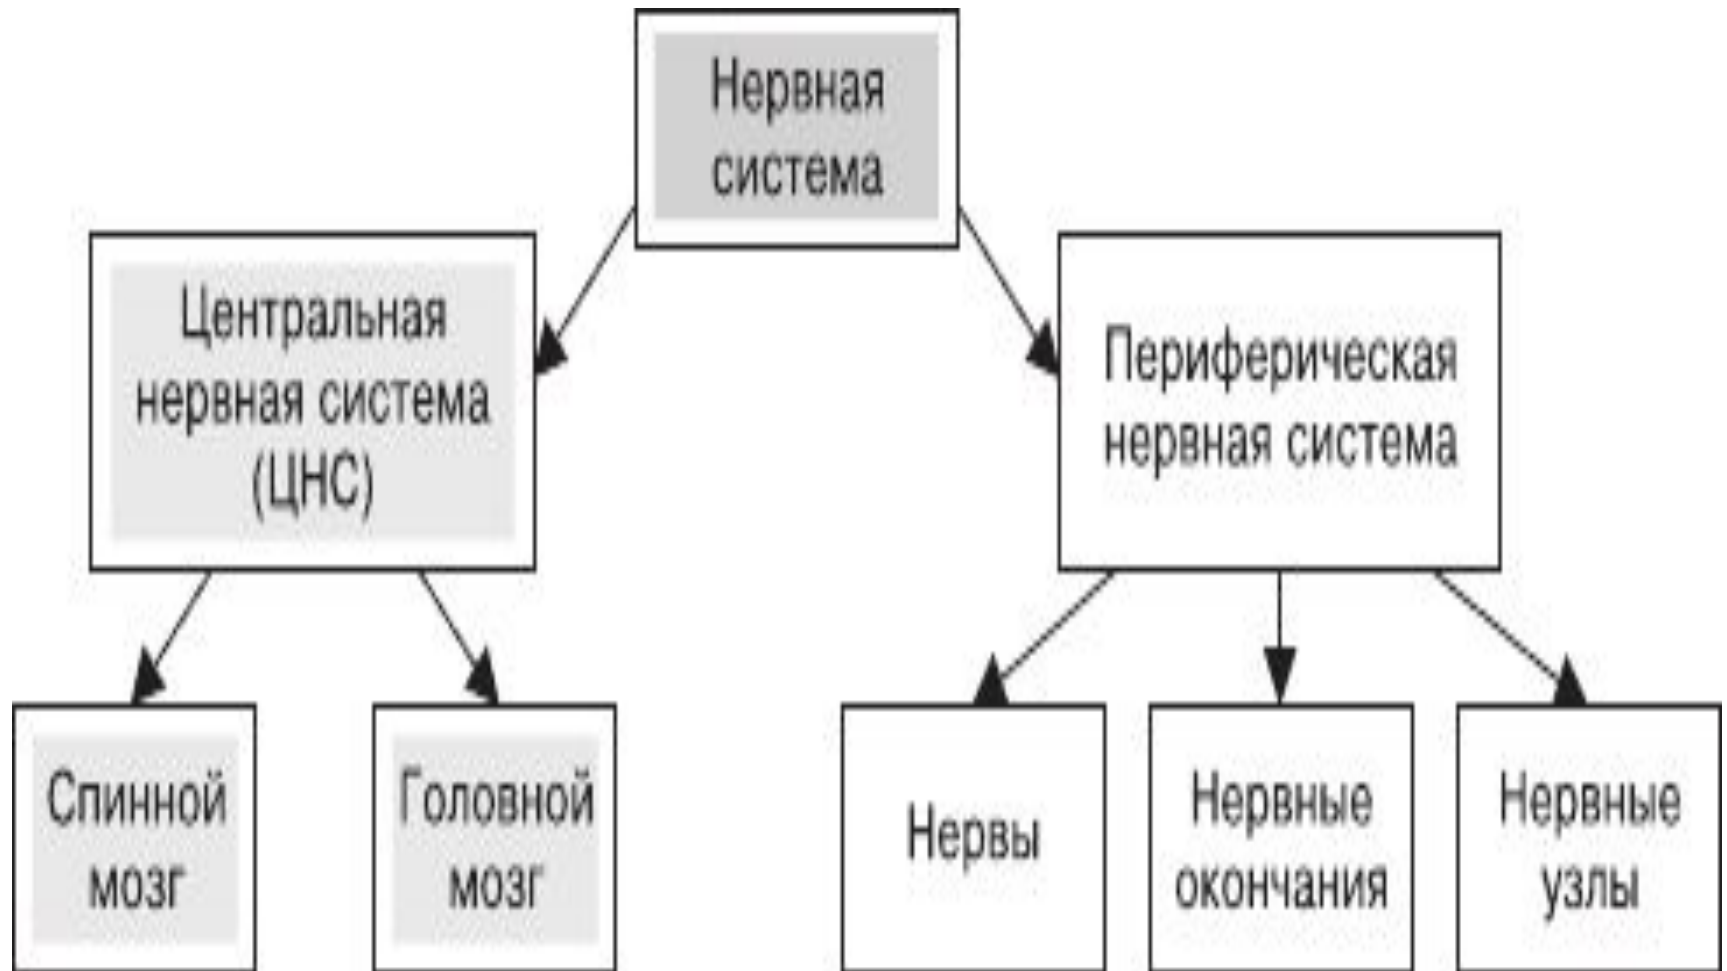 Нервная
система
Центральная
нервная система
(ЦНС)
Периферическая
нервная система
Спинной
мозг
Головной
мозг
Нервы
Нервные
окончания
Нервные
узлы